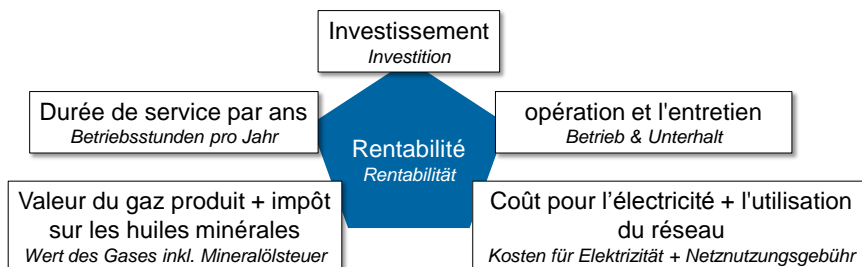 Investissement
Investition
Durée de service par ans
Betriebsstunden pro Jahr
opération et l'entretien
Betrieb & Unterhalt
Rentabilité
Rentabilität
Valeur du gaz produit + impôt
sur les huiles minérales
Wert des Gases inkl. Mineralölsteuer
Coût pour l’électricité + l'utilisation
du réseau
Kosten für Elektrizität + Netznutzungsgebühr